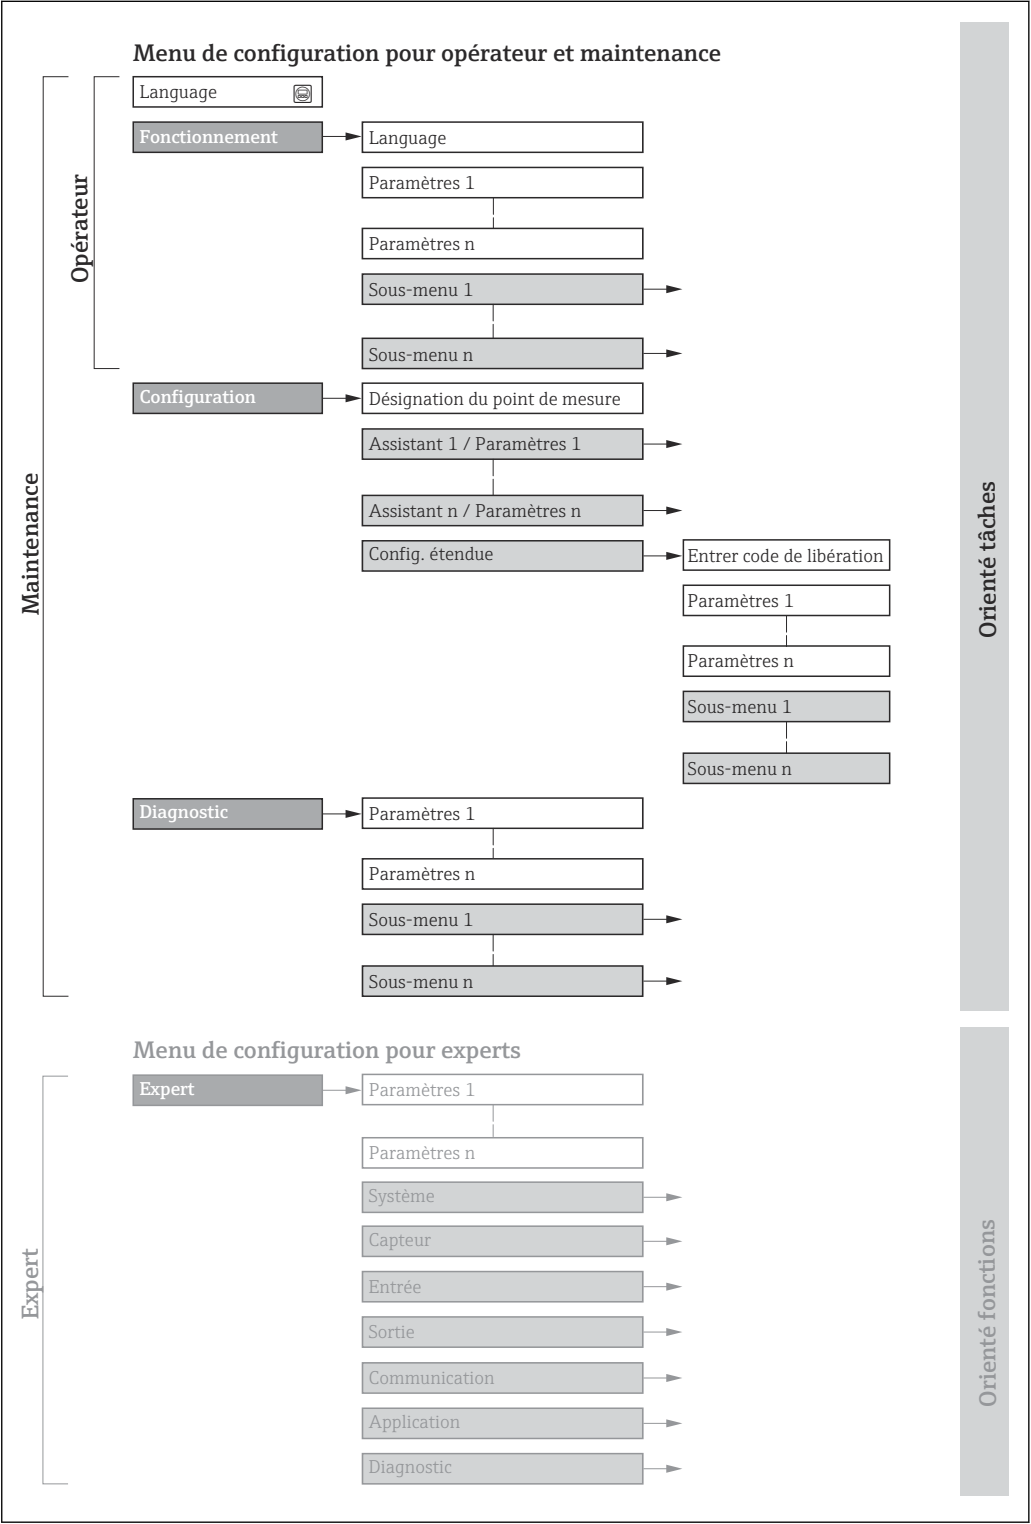 Menu de configuration pour opérateur et maintenance
Language
Fonctionnement
Language
Paramètres 1
Paramètres n
Sous-menu 1
Sous-menu n
Opérateur
Configuration
Désignation du point de mesure
Assistant 1 / Paramètres 1
Assistant n / Paramètres n
Config. étendue
Entrer code de libération
Paramètres 1
Paramètres n
Sous-menu 1
Sous-menu n
Maintenance
Orienté tâches
Diagnostic
Paramètres 1
Paramètres n
Sous-menu 1
Sous-menu n
Menu de configuration pour experts
Expert
Paramètres 1
Paramètres n
Système
Capteur
Entrée
Sortie
Communication
Application
Diagnostic
Expert
Orienté fonctions